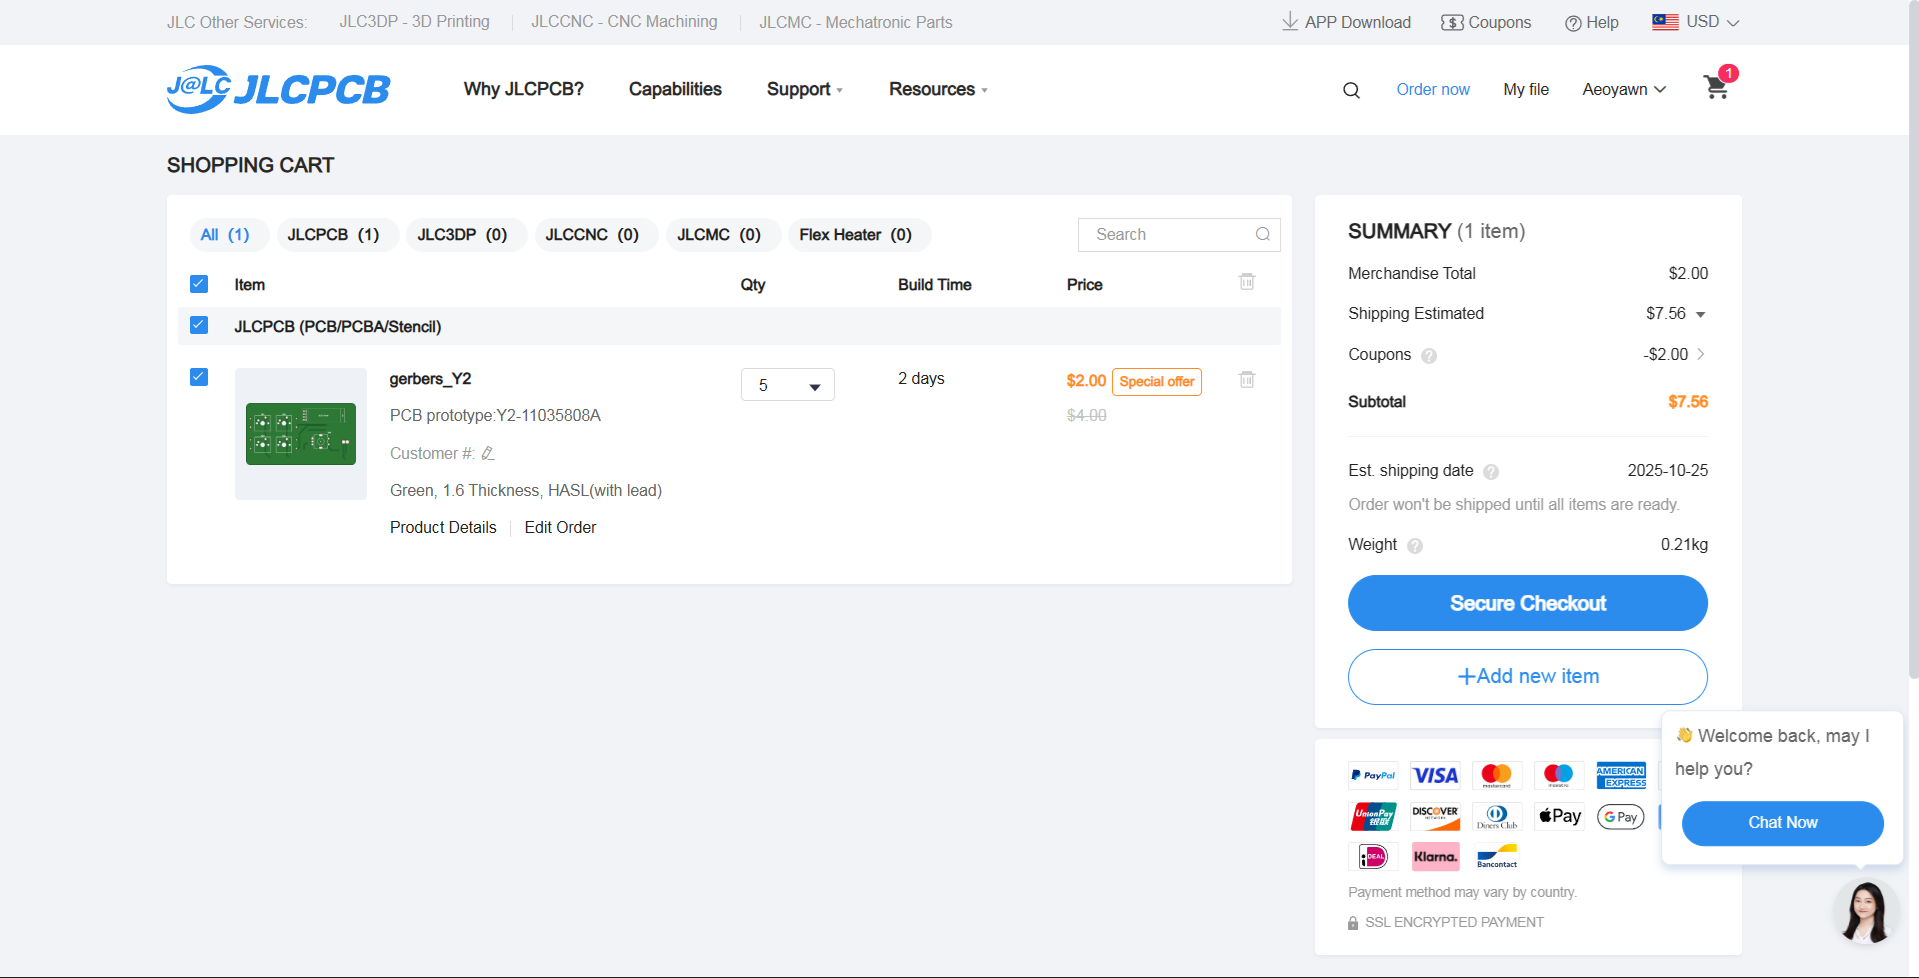 JLC Other Services: JLC3DP - 3D Printing JLCCNC - CNC Machining JLCMC - Mechatronic Parts APP Download Coupons Help USD
J@LC JLCPCB Why JLCPCB? Capabilities Support Resources Order now My file Aeoyawn 1
SHOPPING CART
All (1) JLCPCB (1) JLC3DP (0) JLCCNC (0) JLCMC (0) Flex Heater (0) Search
Item Qty Build Time Price
JLCPCB (PCB/PCBA/Stencil)
gerbers_Y2 5 2 days $2.00 Special offer
PCB prototype:Y2-11035808A $4.00
Customer #:
Green, 1.6 Thickness, HASL(with lead)
Product Details Edit Order
SUMMARY (1 item)
Merchandise Total $2.00
Shipping Estimated $7.56
Coupons ? -$2.00
Subtotal $7.56
Est. shipping date ? 2025-10-25
Order won't be shipped until all items are ready.
Weight ? 0.21kg
Secure Checkout
+Add new item
PayPal VISA mastercard maestro AMERICAN EXPRESS
UnionPay 银联 DISCOVER NETWORK Diners Club Pay G Pay
iDEAL Klarna. Bancontact
Payment method may vary by country.
SSL ENCRYPTED PAYMENT
👋 Welcome back, may I
help you?
Chat Now